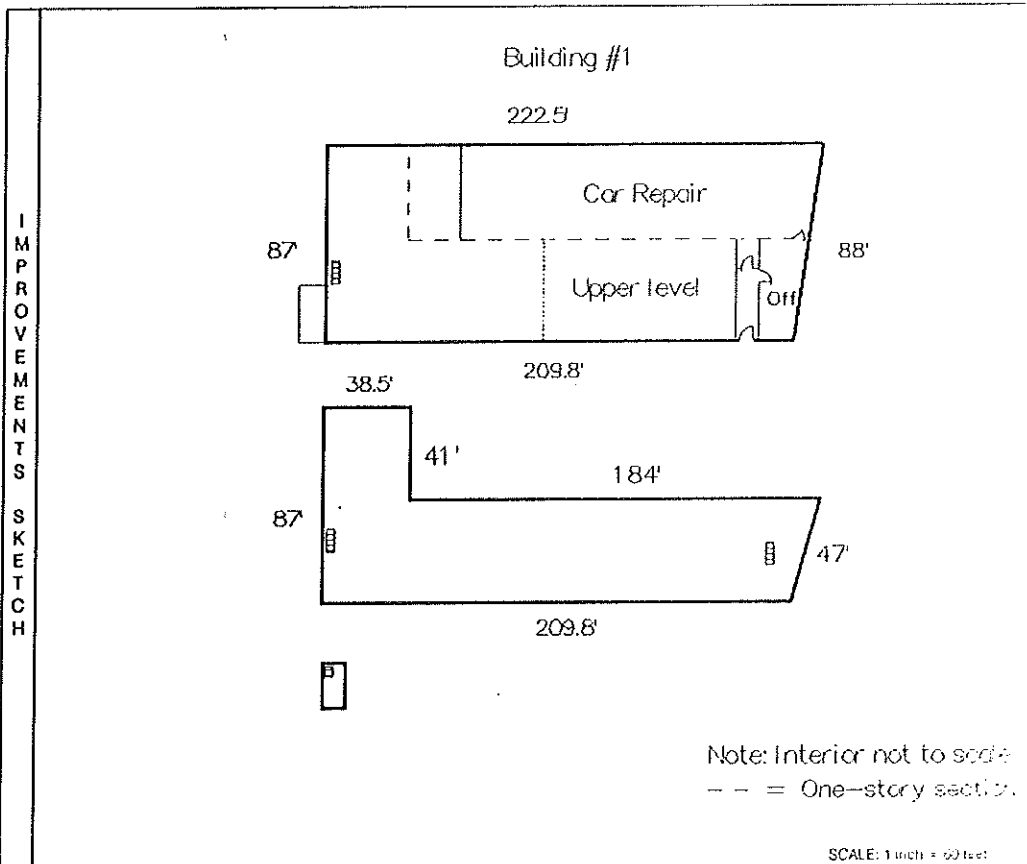 IMPROVEMENTS SKETCH
Building #1
222.5'
Car Repair
87'
88'
Upper level
Off
209.8'
38.5'
41'
184'
87'
47'
209.8'
Note: Interior not to scale
-- = One-story section
SCALE: 1 inch = 60 feet